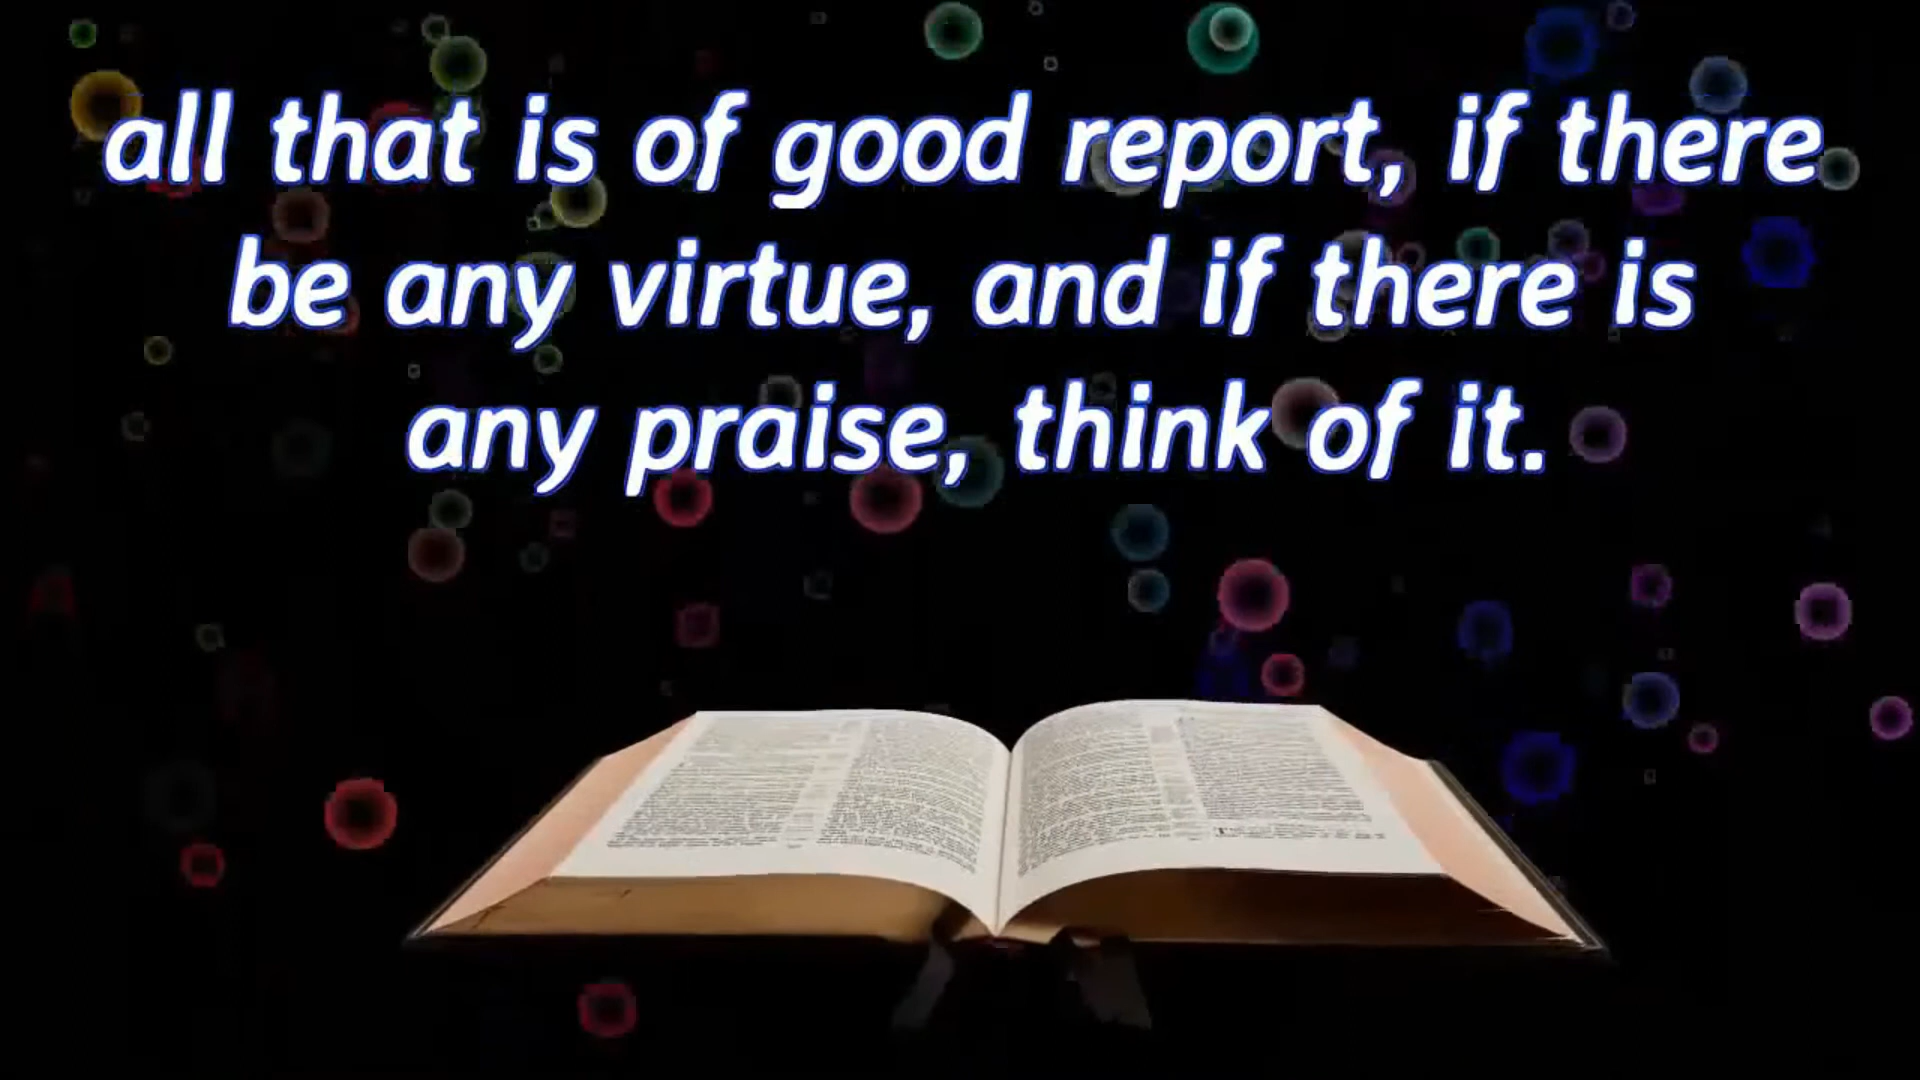 all that is of good report, if there
be any virtue, and if there is
any praise, think of it.